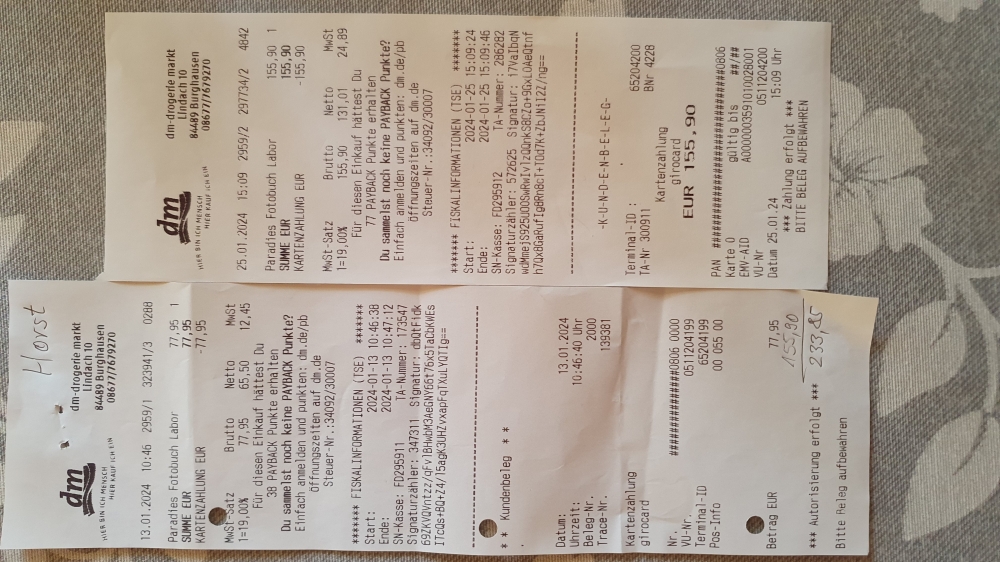 Horst
dm
HIER BIN ICH MENSCH
HIER KAUF ICH EIN
dm-drogerie markt
Lindach 10
84489 Burghausen
08677/7679270
13.01.2024 10:46 2959/1 323941/3 0288
Paradies Fotobuch Labor 77,95 1
SUMME EUR 77,95
KARTENZAHLUNG EUR -77,95
MwSt-Satz Brutto Netto MwSt
1=19,00% 77,95 65,50 12,45
Für diesen Einkauf hättest Du
38 PAYBACK Punkte erhalten
Du sammelst noch keine PAYBACK Punkte?
Einfach anmelden und punkten: dm.de/pb
Öffnungszeiten auf dm.de
Steuer-Nr.:34092/30007
******* FISKALINFORMATIONEN (TSE) *******
Start: 2024-01-13 10:46:38
Ende: 2024-01-13 10:47:12
SN-Kasse: FD295911 TA-Nummer: 173547
Signaturzähler: 347311 Signatur: dbQbtFidk
* * Kundenbeleg * *
Datum: 13.01.2024
Uhrzeit: 10:46:40 Uhr
Beleg-Nr. 2000
Trace-Nr. 139381
Kartenzahlung
girocard
Nr. ###############0806 0000
VU-Nr. 0511204199
Terminal-ID 65204199
Pos-Info 00 055 00
Betrag EUR 77,95
155,90
233,85
*** Autorisierung erfolgt ***
Bitte Beleg aufbewahren
dm
HIER BIN ICH MENSCH
HIER KAUF ICH EIN
dm-drogerie markt
Lindach 10
84489 Burghausen
08677/7679270
25.01.2024 15:09 2959/2 297734/2 4842
Paradies Fotobuch Labor 155,90 1
SUMME EUR 155,90
KARTENZAHLUNG EUR -155,90
MwSt-Satz Brutto Netto MwSt
1=19,00% 155,90 131,01 24,89
Für diesen Einkauf hättest Du
77 PAYBACK Punkte erhalten
Du sammelst noch keine PAYBACK Punkte?
Einfach anmelden und punkten: dm.de/pb
Öffnungszeiten auf dm.de
Steuer-Nr.:34092/30007
******* FISKALINFORMATIONEN (TSE) *******
Start: 2024-01-25 15:09:24
Ende: 2024-01-25 15:09:46
SN-Kasse: FD295912 TA-Nummer: 286282
Signaturzähler: 572625 Signatur: i7VaIbqN
-K-U-N-D-E-N-B-E-L-E-G-
Terminal-ID : 65204200
TA-Nr 300911 BNr 4228
Kartenzahlung
girocard
EUR 155,90
PAN ###############0806
Karte 0 gültig bis ##/##
EMV-AID A0000003591010028001
VU-Nr 0511204200
Datum 25.01.24 15:09 Uhr
*** Zahlung erfolgt ***
BITTE BELEG AUFBEWAHREN